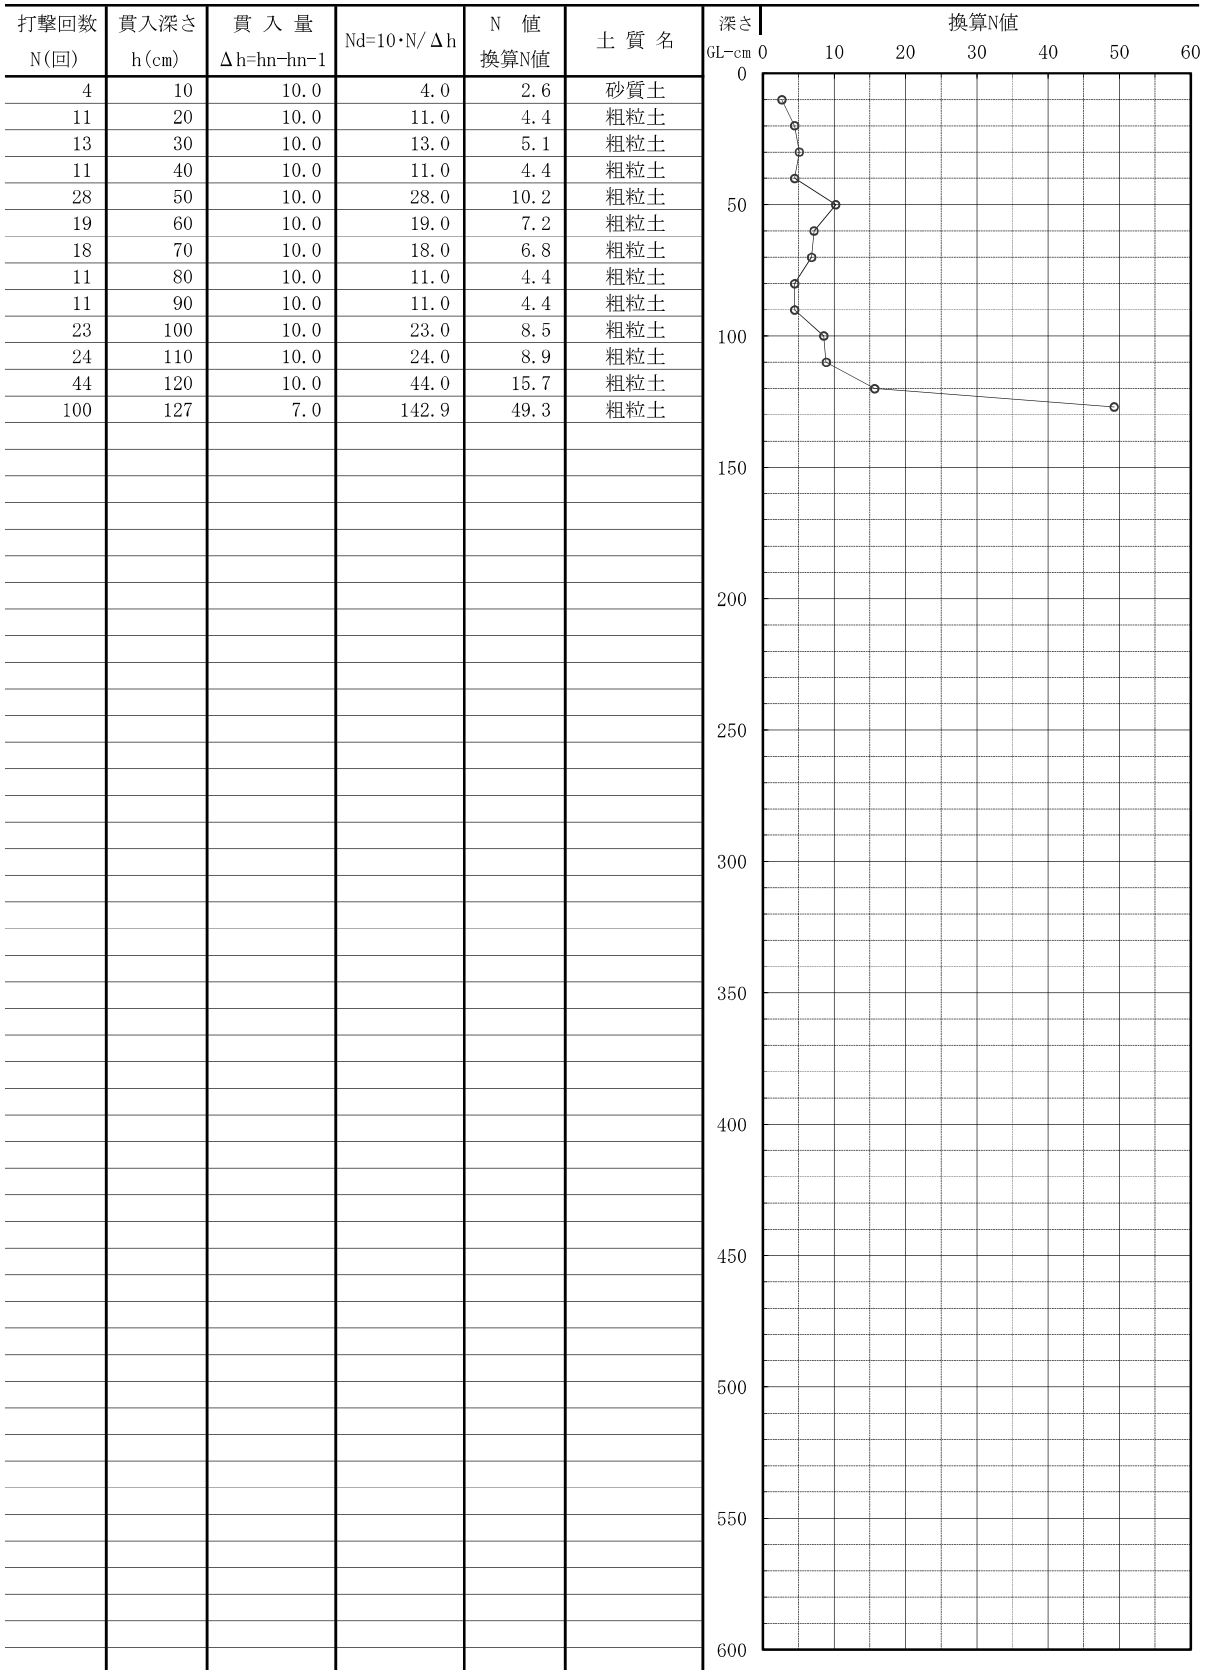 打撃回数 貫入深さ 貫 入 量 Nd=10・N/Δh N 値 土 質 名 深さ 換算N値
N(回) h(cm) Δh=hn-hn-1 換算N値 GL-cm 0 10 20 30 40 50 60
0
4 10 10.0 4.0 2.6 砂質土
11 20 10.0 11.0 4.4 粗粒土
13 30 10.0 13.0 5.1 粗粒土
11 40 10.0 11.0 4.4 粗粒土
28 50 10.0 28.0 10.2 粗粒土 50
19 60 10.0 19.0 7.2 粗粒土
18 70 10.0 18.0 6.8 粗粒土
11 80 10.0 11.0 4.4 粗粒土
11 90 10.0 11.0 4.4 粗粒土
23 100 10.0 23.0 8.5 粗粒土 100
24 110 10.0 24.0 8.9 粗粒土
44 120 10.0 44.0 15.7 粗粒土
100 127 7.0 142.9 49.3 粗粒土
150
200
250
300
350
400
450
500
550
600